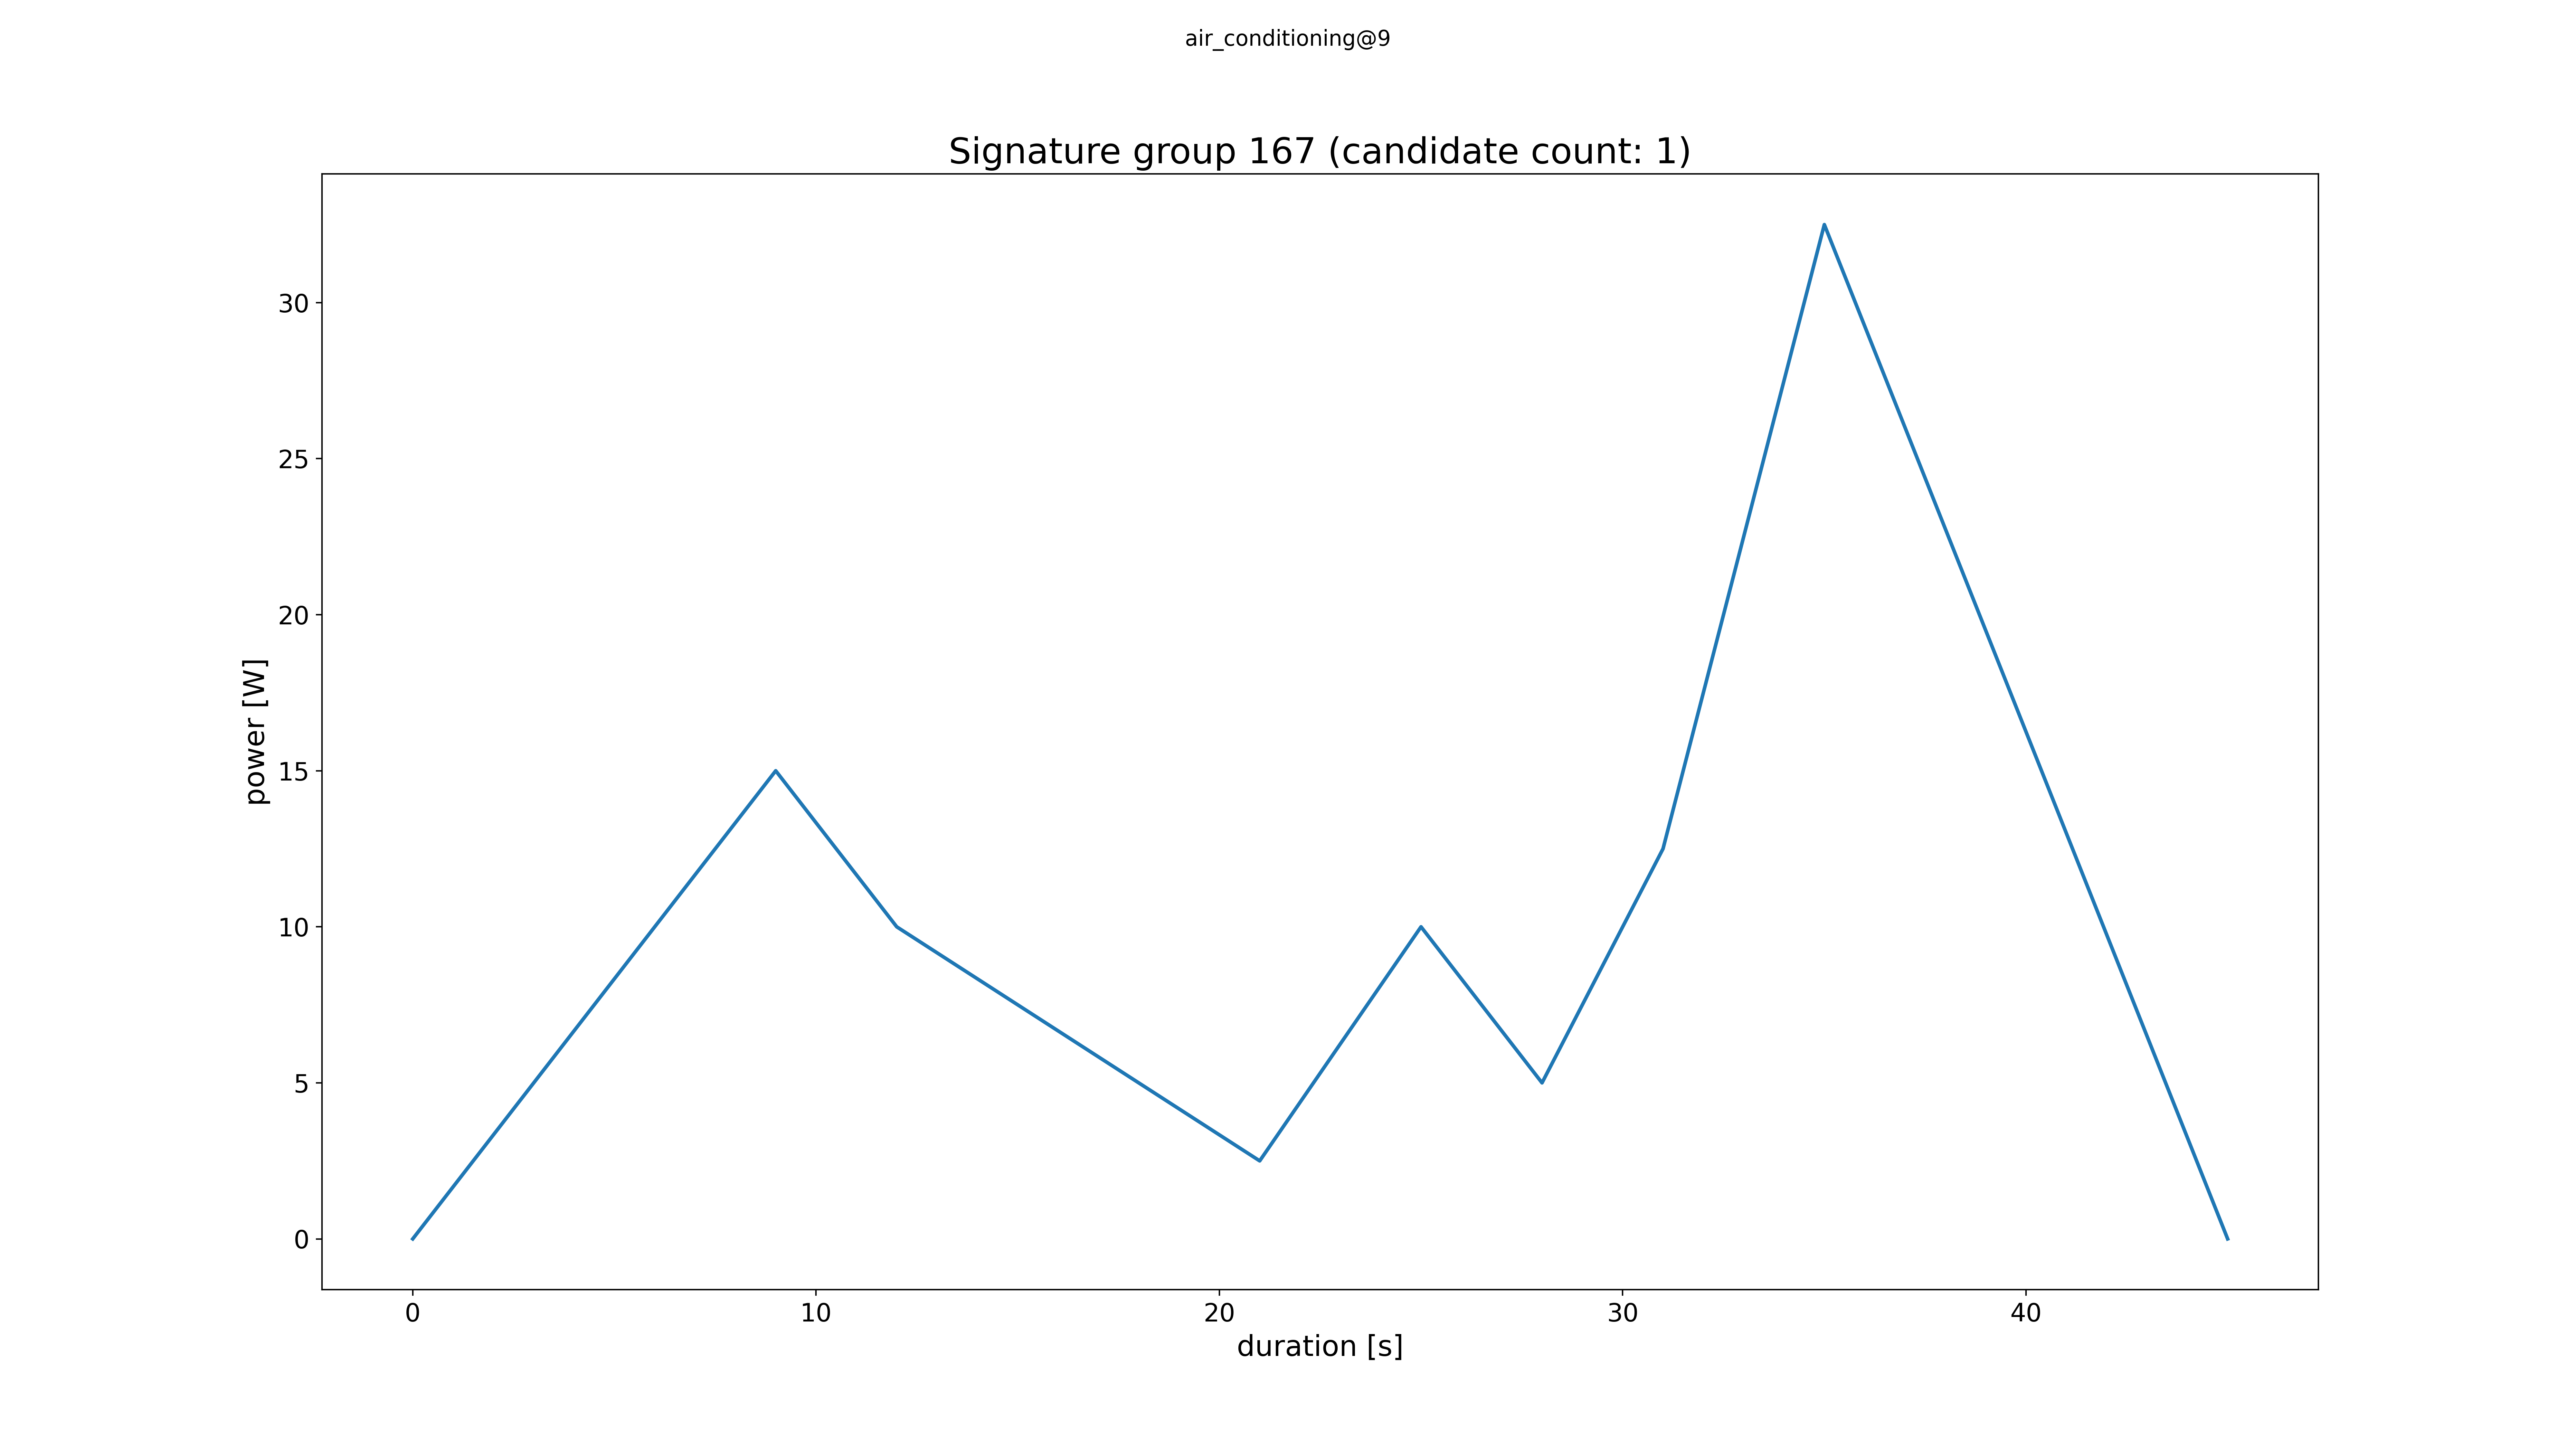 air_conditioning@9
Signature group 167 (candidate count: 1)
power [W]
30
25
20
15
10
5
0
0 10 20 30 40
duration [s]